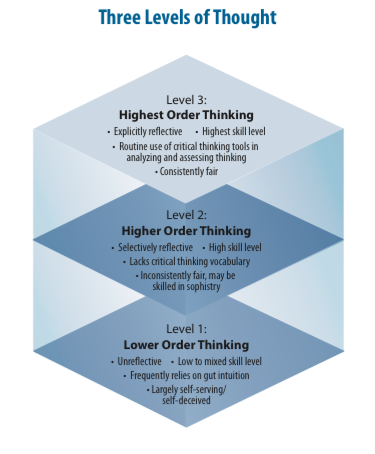 Three Levels of Thought
Level 3:
Highest Order Thinking
• Explicitly reflective • Highest skill level
• Routine use of critical thinking tools in
analyzing and assessing thinking
• Consistently fair
Level 2:
Higher Order Thinking
• Selectively reflective • High skill level
• Lacks critical thinking vocabulary
• Inconsistently fair, may be
skilled in sophistry
Level 1:
Lower Order Thinking
• Unreflective • Low to mixed skill level
• Frequently relies on gut intuition
• Largely self-serving/
self-deceived